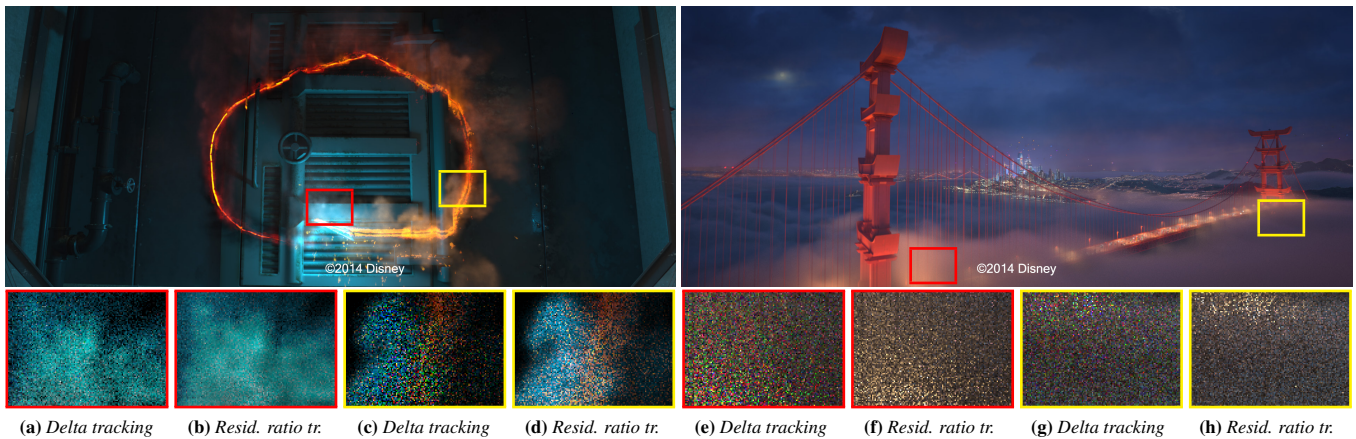 ©2014 Disney
©2014 Disney
(a) Delta tracking
(b) Resid. ratio tr.
(c) Delta tracking
(d) Resid. ratio tr.
(e) Delta tracking
(f) Resid. ratio tr.
(g) Delta tracking
(h) Resid. ratio tr.